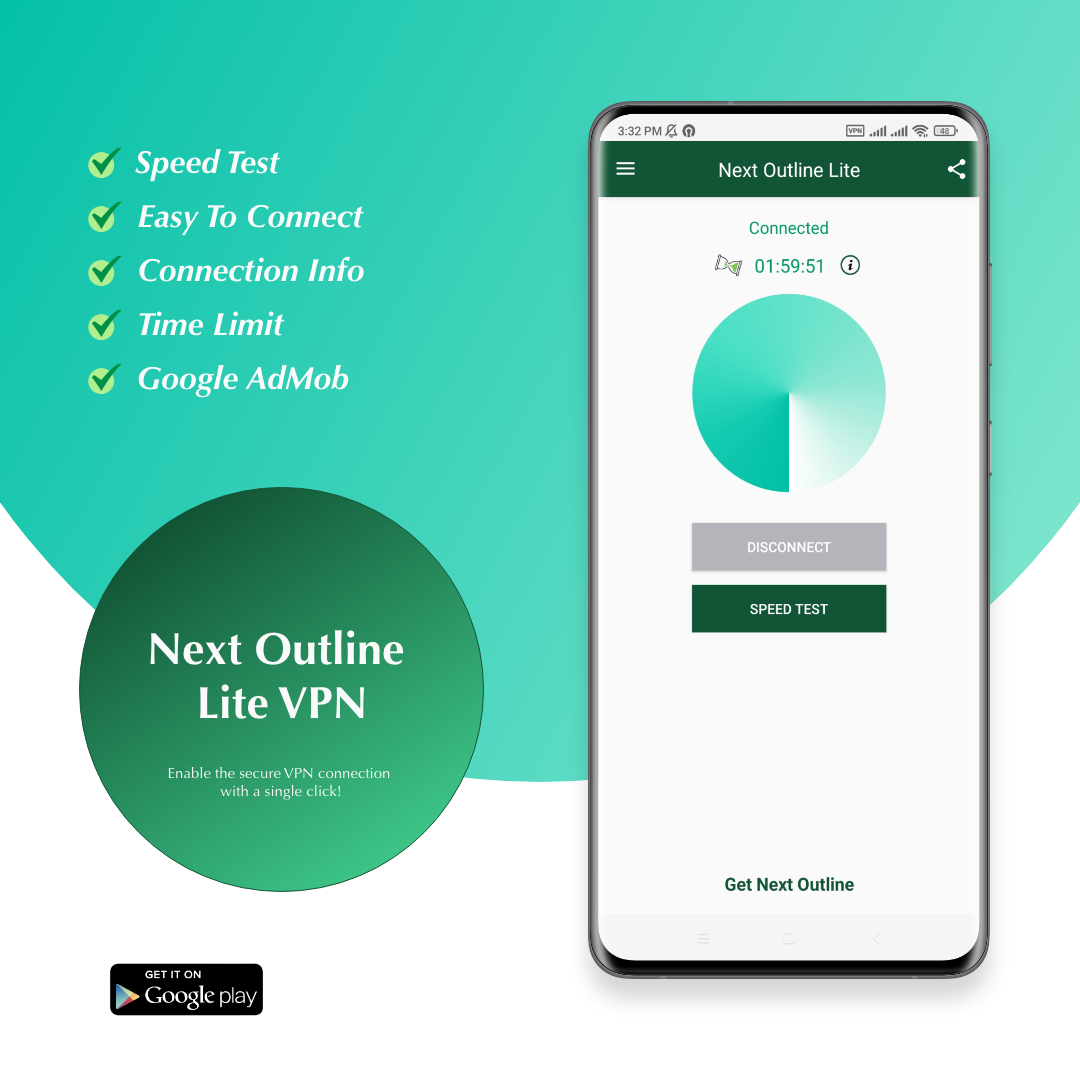 Speed Test
Easy To Connect
Connection Info
Time Limit
Google AdMob
Next Outline
Lite VPN
Enable the secure VPN connection
with a single click!
GET IT ON
Google play
3:32 PM VPN 48
Next Outline Lite
Connected
01:59:51 i
DISCONNECT
SPEED TEST
Get Next Outline